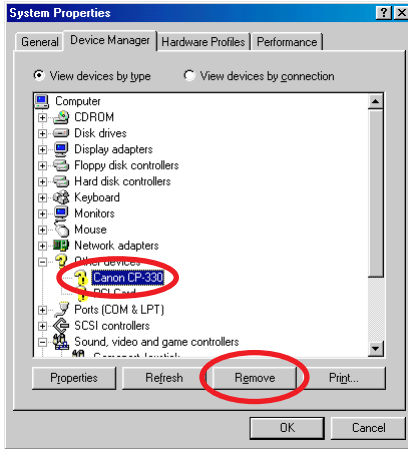 System Properties
General Device Manager Hardware Profiles Performance
View devices by type View devices by connection
Computer
CDROM
Disk drives
Display adapters
Floppy disk controllers
Hard disk controllers
Keyboard
Monitors
Mouse
Network adapters
Other devices
Canon CP-330
PCI Card
Ports (COM & LPT)
SCSI controllers
Sound, video and game controllers
Gameport Joystick
Properties Refresh Remove Print...
OK Cancel